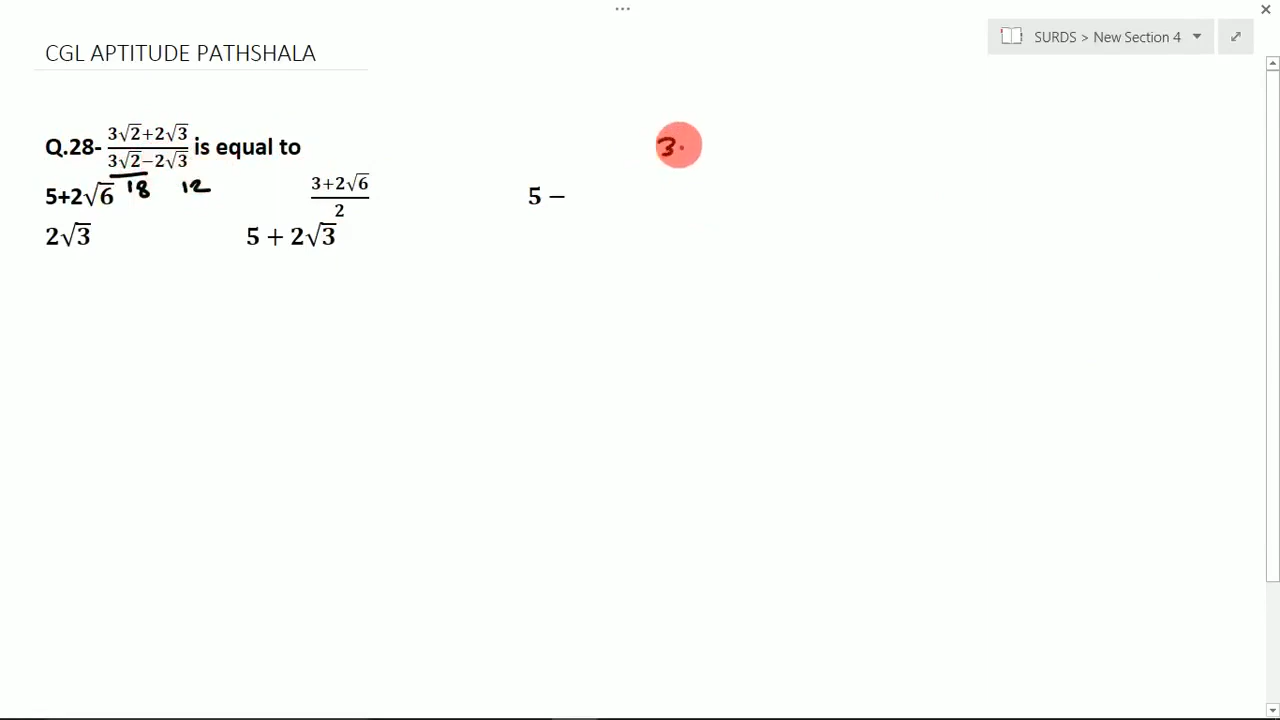 ...
SURDS > New Section 4
CGL APTITUDE PATHSHALA
Q.28- (3√2+2√3)/(3√2−2√3) is equal to
18 12
3.
5+2√6 (3+2√6)/2 5 −
2√3 5 + 2√3